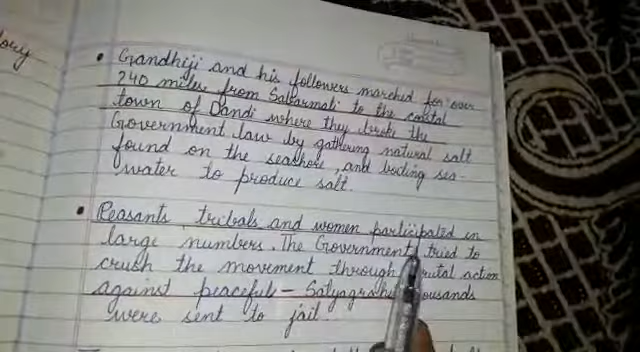 • Gandhiji and his followers marched for over
240 miles from Sabarmati to the coastal
town of Dandi where they broke the
Government law by gathering natural salt
found on the seashore, and boiling sea-
water to produce salt.
• Peasants, tribals and women participated in
large numbers. The Government tried to
crush the movement through action
against peaceful –
were sent to jail.